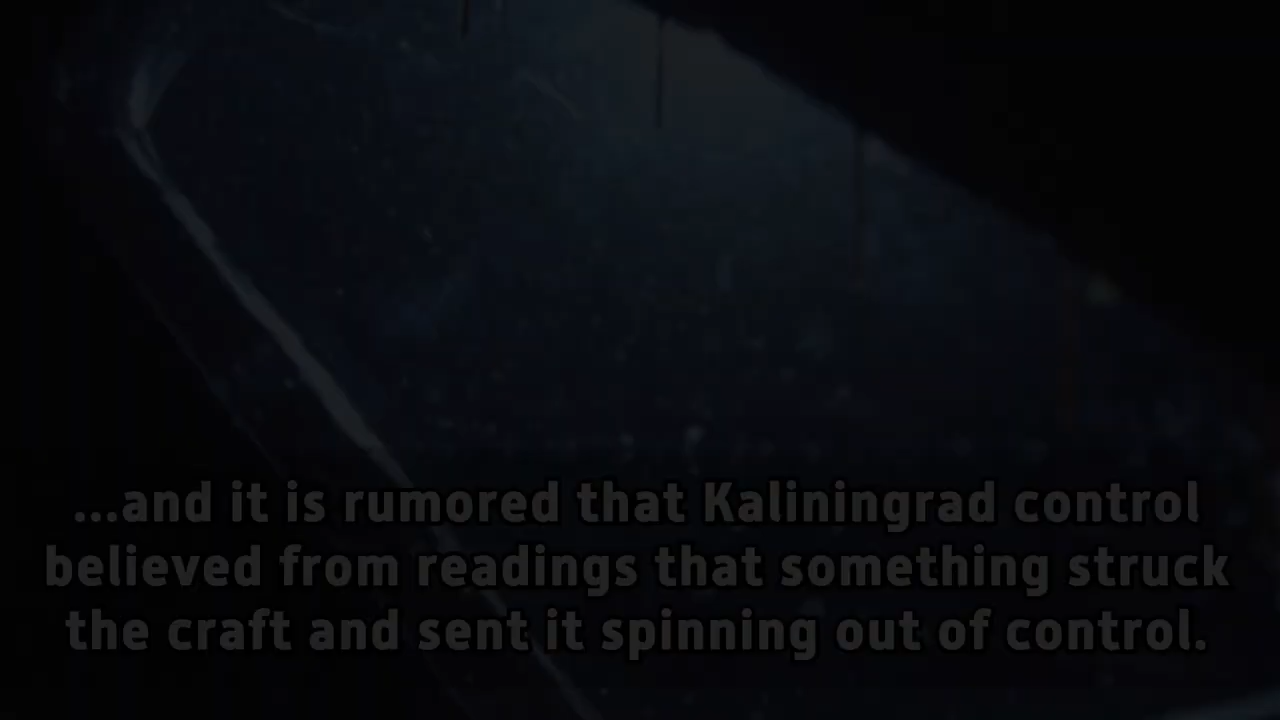 ...and it is rumored that Kaliningrad control
believed from readings that something struck
the craft and sent it spinning out of control.